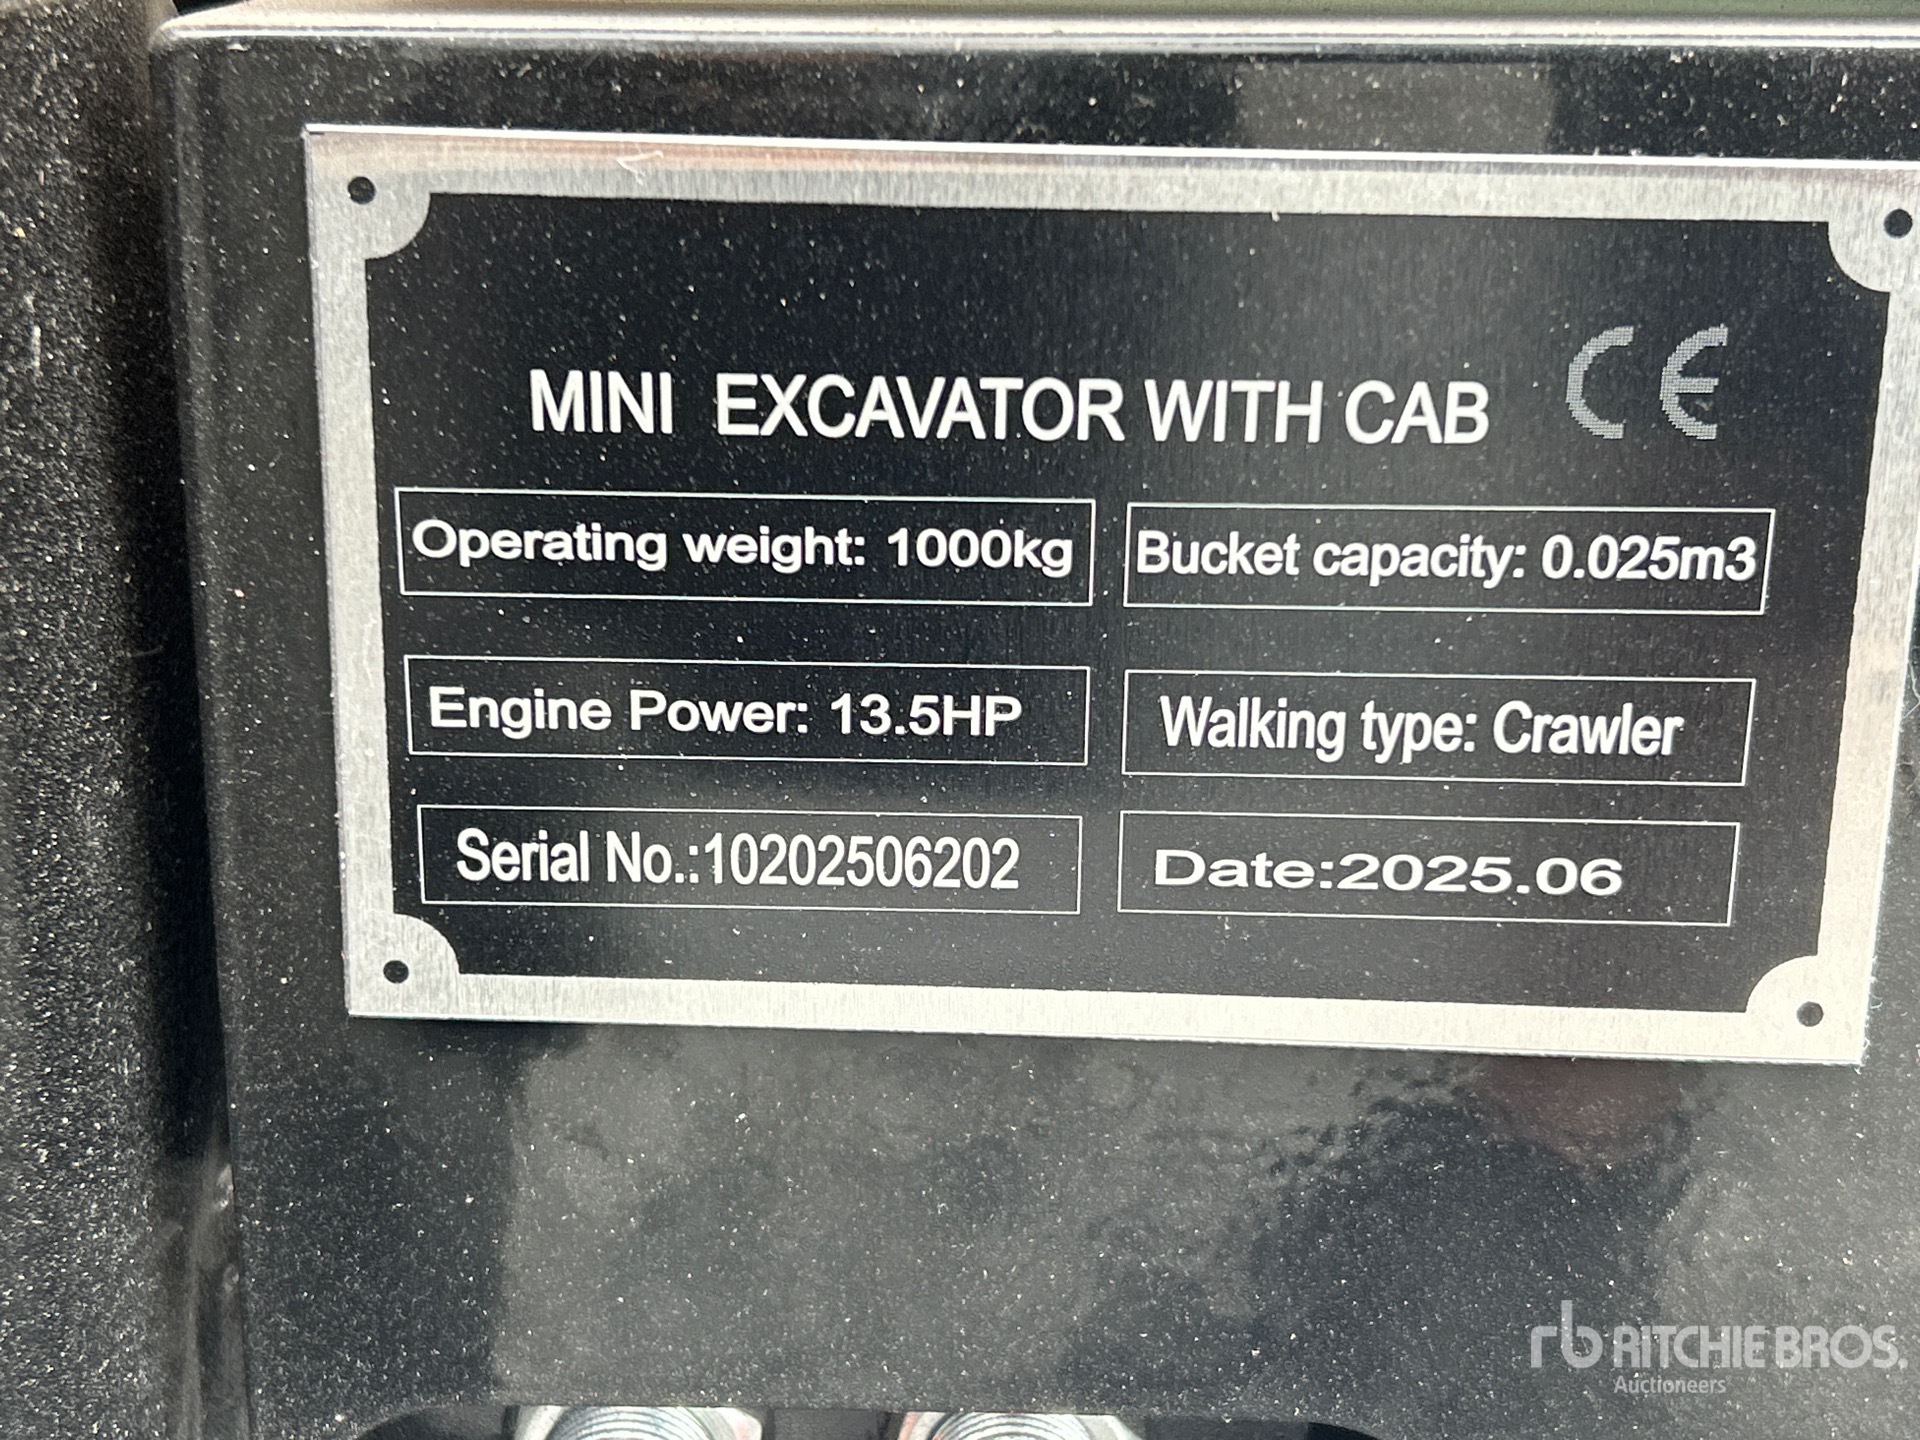 MINI EXCAVATOR WITH CAB CE
Operating weight: 1000kg
Bucket capacity: 0.025m3
Engine Power: 13.5HP
Walking type: Crawler
Serial No.:10202506202
Date:2025.06
rb RITCHIE BROS.
Auctioneers